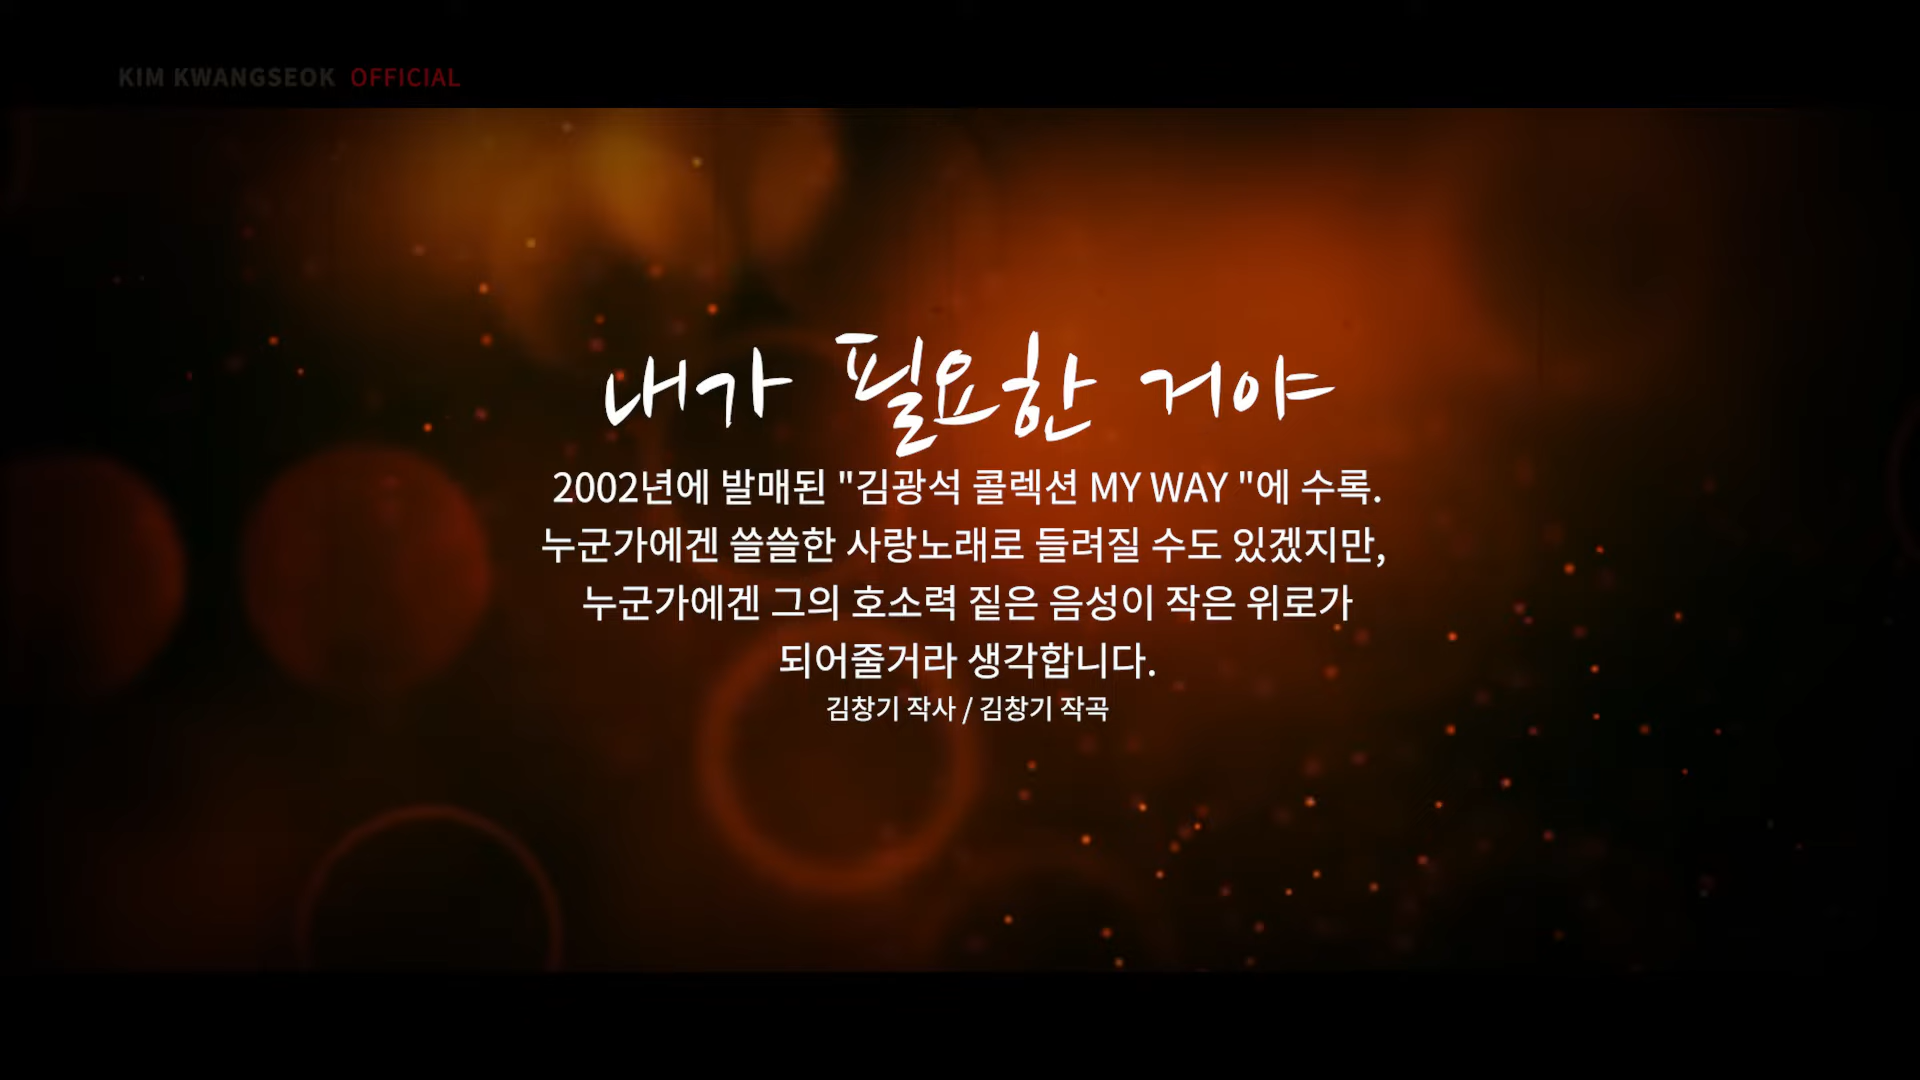 KIM KWANGSEOK OFFICIAL
내가 필요한 거야
2002년에 발매된 "김광석 콜렉션 MY WAY "에 수록.
누군가에겐 쓸쓸한 사랑노래로 들려질 수도 있겠지만,
누군가에겐 그의 호소력 짙은 음성이 작은 위로가
되어줄거라 생각합니다.
김창기 작사 / 김창기 작곡